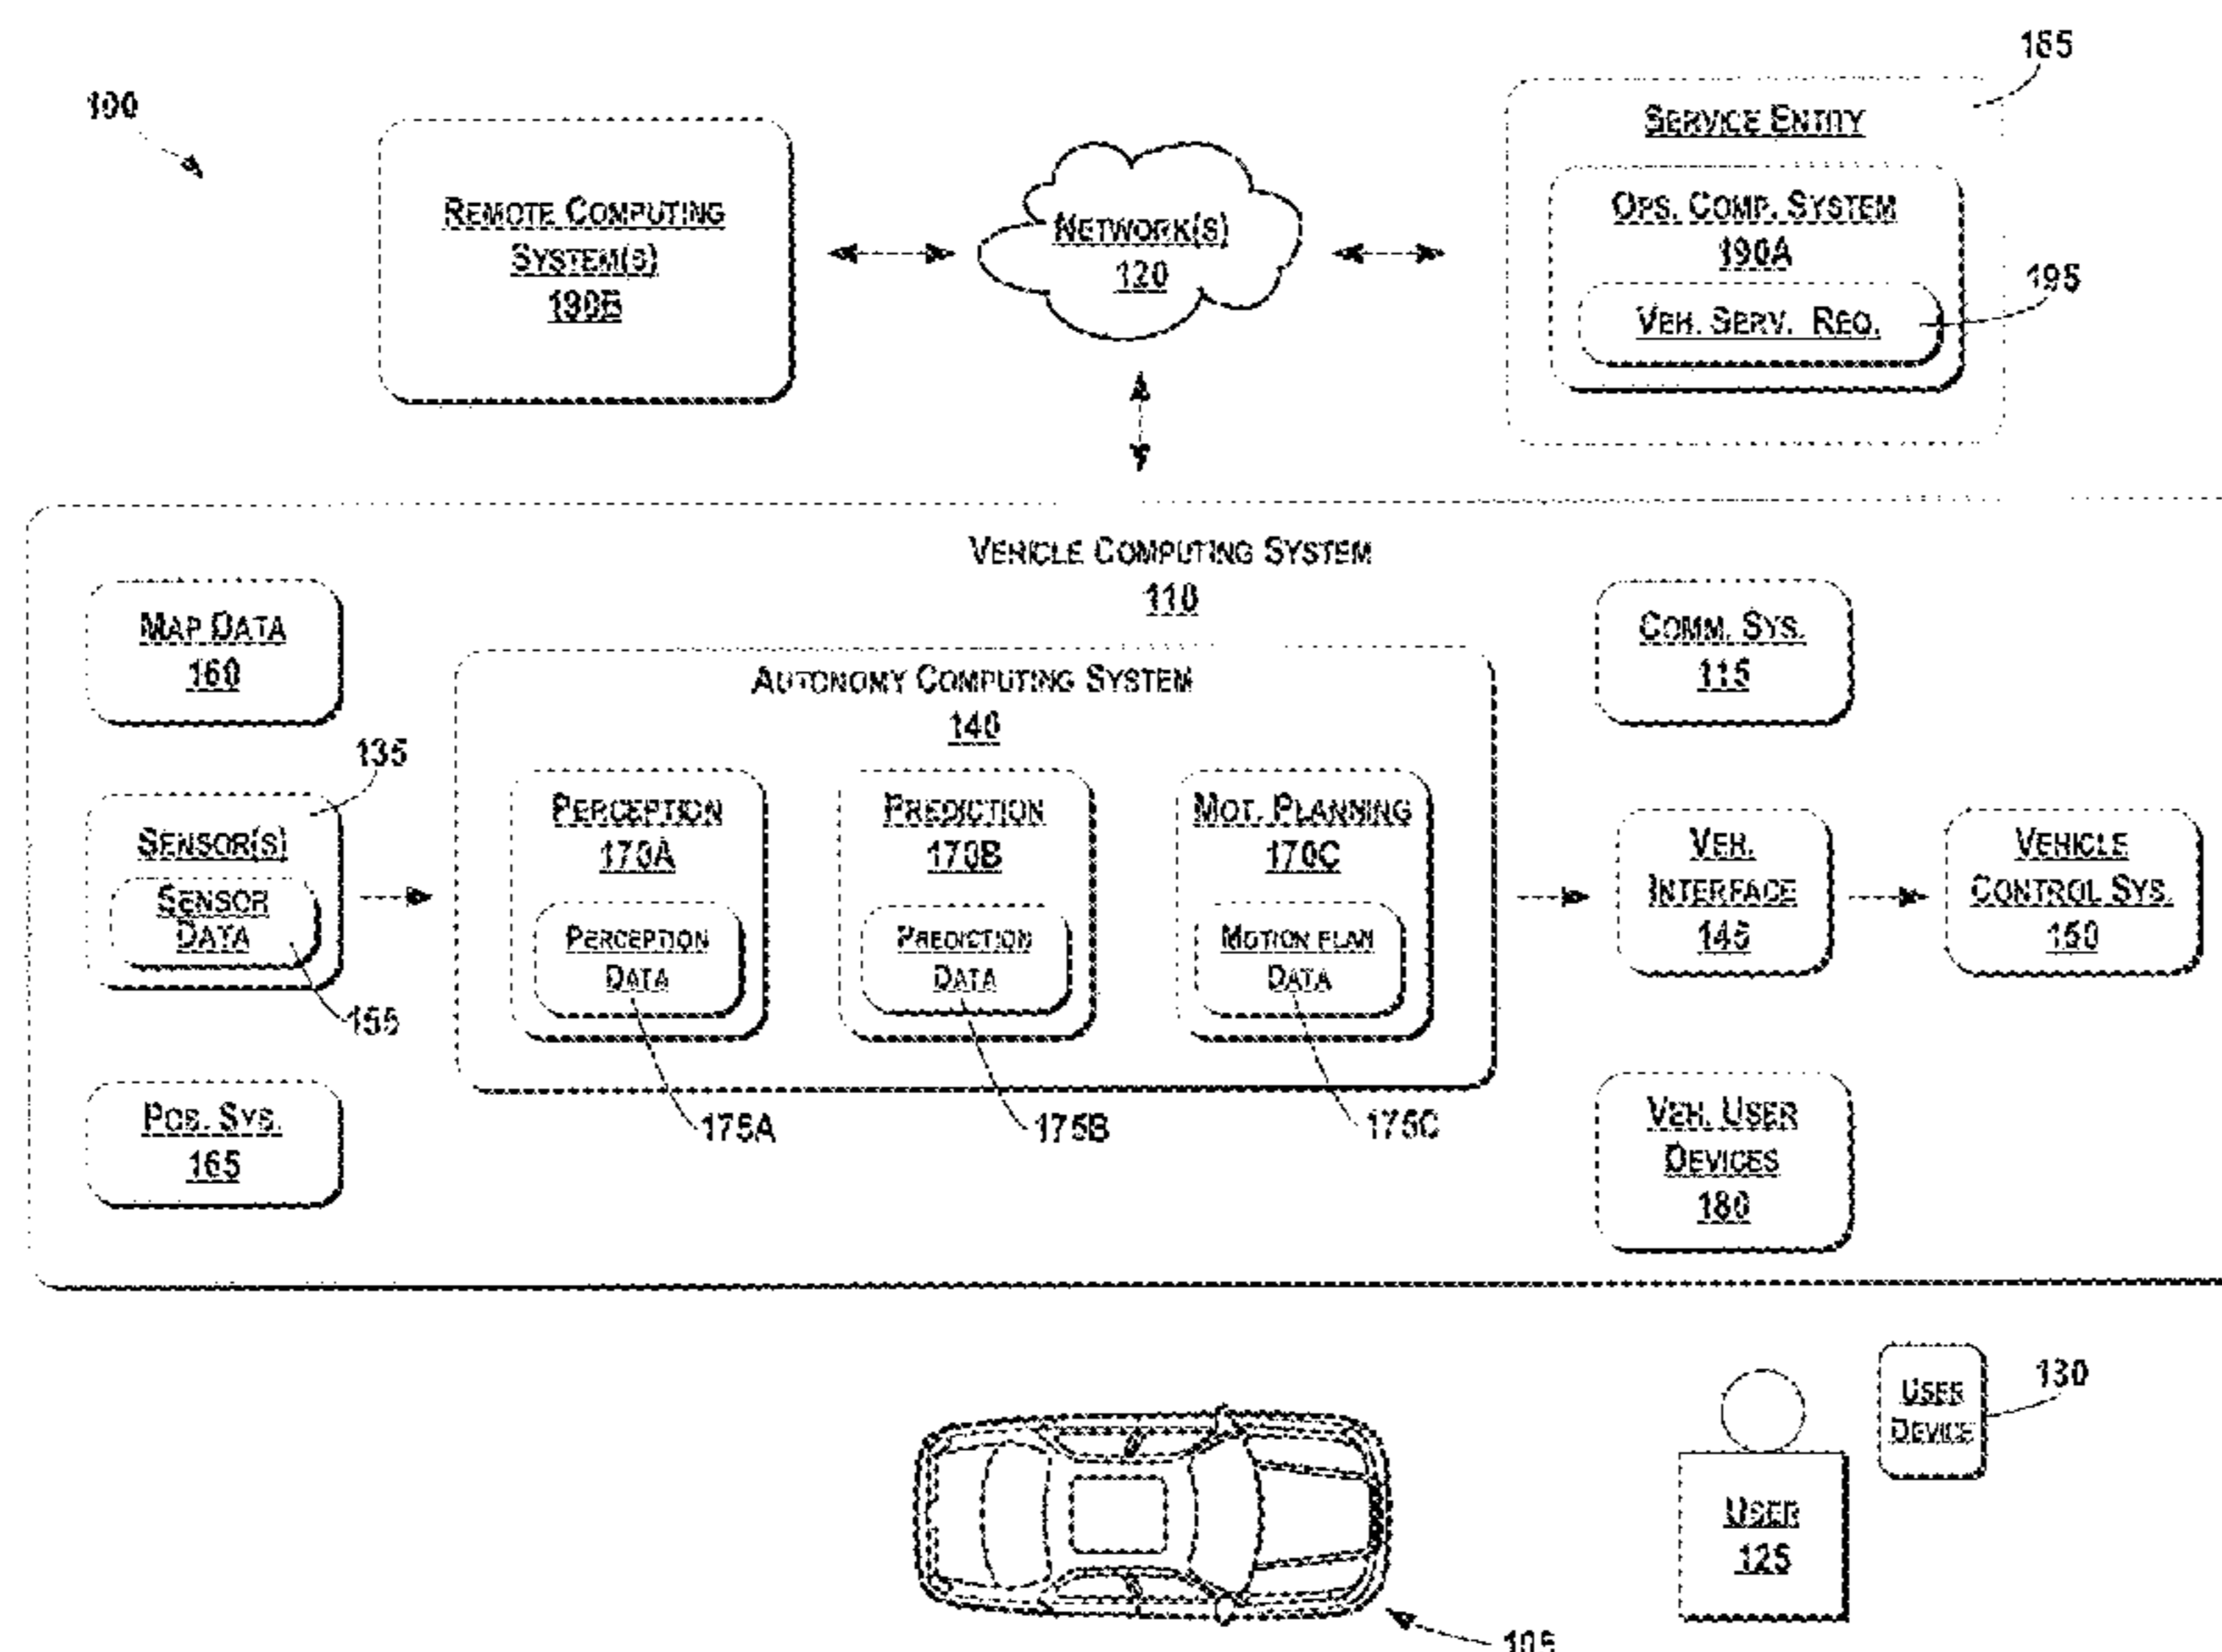 100
185
SERVICE ENTITY
REMOTE COMPUTING
SYSTEM(S)
190B
NETWORK(S)
120
OPS. COMP. SYSTEM
190A
195
VEH. SERV. REQ.
VEHICLE COMPUTING SYSTEM
110
MAP DATA
160
COMM. SYS.
115
AUTONOMY COMPUTING SYSTEM
140
135
SENSOR(S)
SENSOR
DATA
155
PERCEPTION
170A
PERCEPTION
DATA
175A
PREDICTION
170B
PREDICTION
DATA
175B
MOT. PLANNING
170C
MOTION PLAN
DATA
175C
VEH.
INTERFACE
145
VEHICLE
CONTROL SYS.
150
POS. SYS.
165
VEH. USER
DEVICES
180
USER
DEVICE
130
USER
125
105